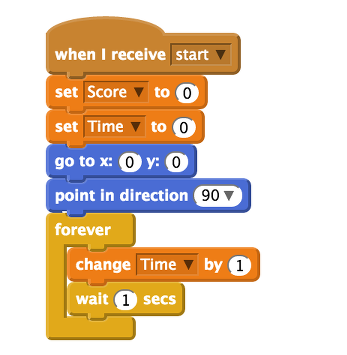 when I receive start
set Score to 0
set Time to 0
go to x: 0 y: 0
point in direction 90
forever
change Time by 1
wait 1 secs